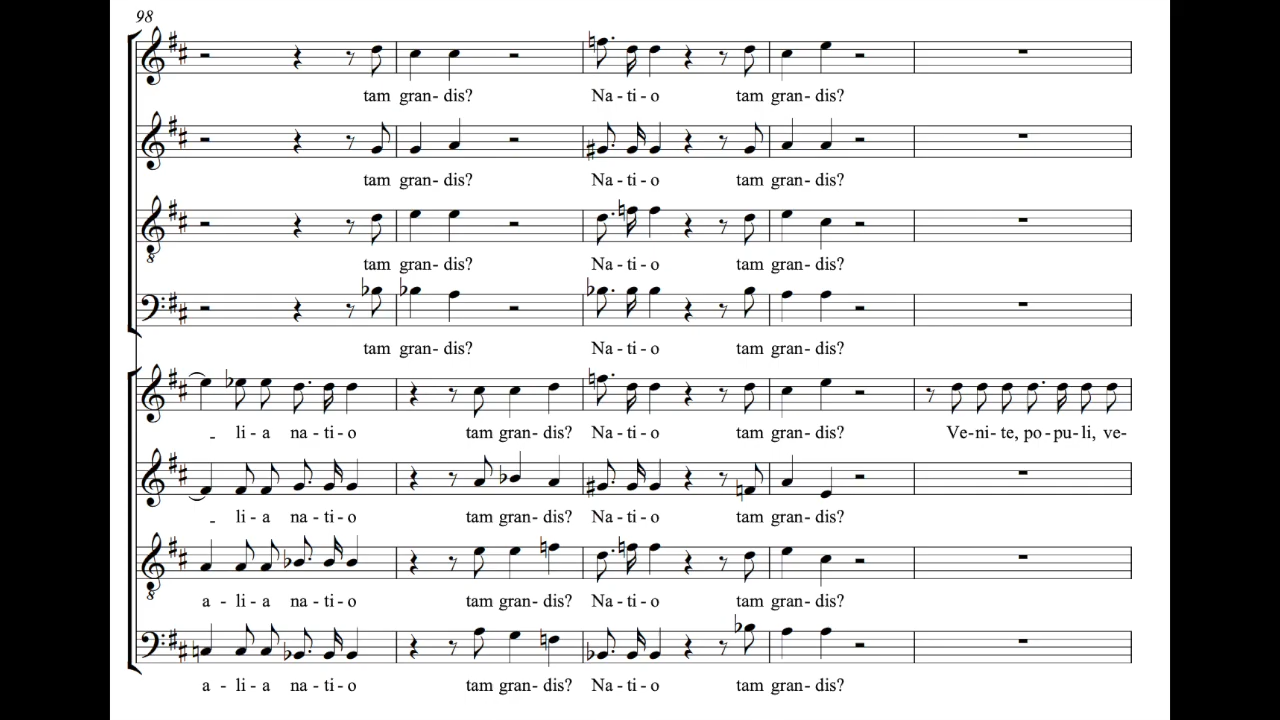 98
tam gran- dis? Na - ti - o tam gran- dis?
tam gran- dis? Na - ti - o tam gran- dis?
8
tam gran- dis? Na - ti - o tam gran- dis?
tam gran- dis? Na - ti - o tam gran- dis?
- li - a na - ti - o tam gran- dis? Na - ti - o tam gran- dis? Ve- ni - te, po - pu - li, ve-
- li - a na - ti - o tam gran- dis? Na - ti - o tam gran- dis?
8
a - li - a na - ti - o tam gran- dis? Na - ti - o tam gran- dis?
a - li - a na - ti - o tam gran- dis? Na - ti - o tam gran- dis?